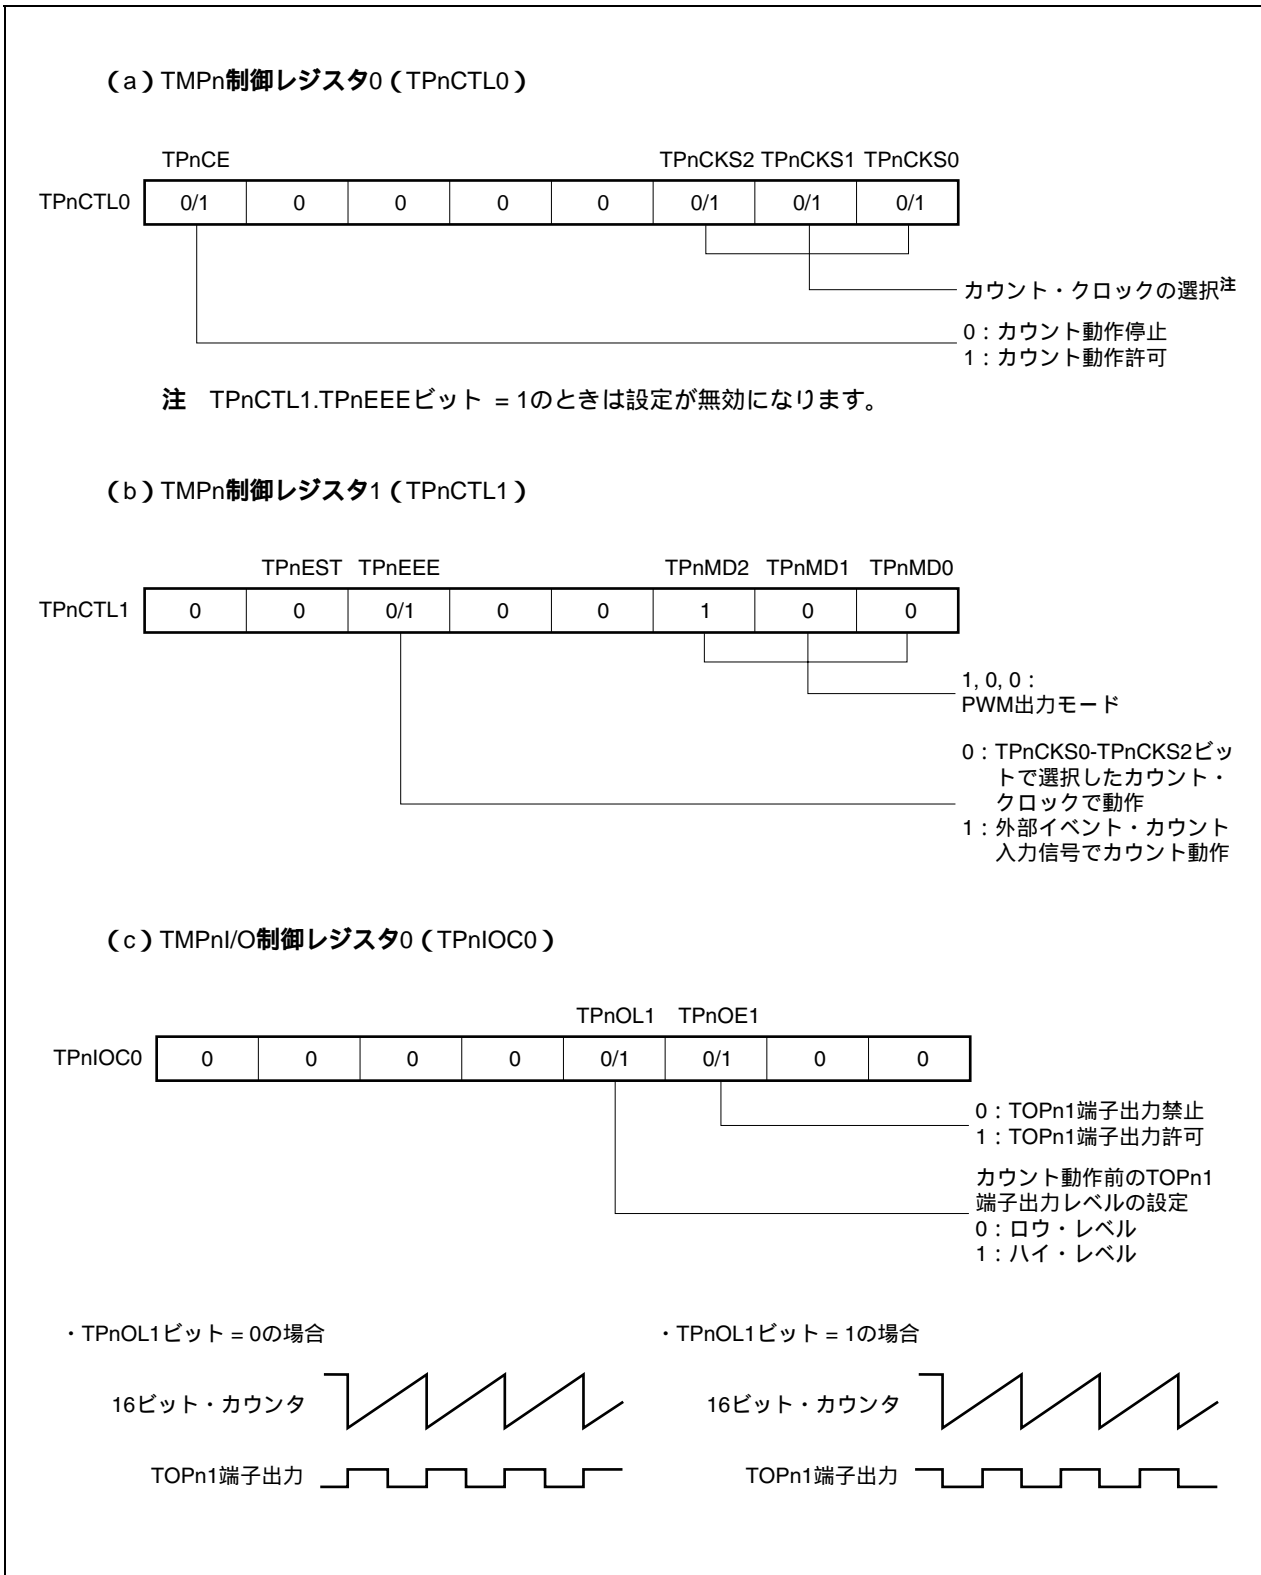 （a）TMPn制御レジスタ0（TPnCTL0）
TPnCE TPnCKS2 TPnCKS1 TPnCKS0
TPnCTL0 0/1 0 0 0 0 0/1 0/1 0/1
カウント・クロックの選択注
0：カウント動作停止
1：カウント動作許可
注 TPnCTL1.TPnEEEビット = 1のときは設定が無効になります。
（b）TMPn制御レジスタ1（TPnCTL1）
TPnEST TPnEEE TPnMD2 TPnMD1 TPnMD0
TPnCTL1 0 0 0/1 0 0 1 0 0
1, 0, 0：
PWM出力モード
0：TPnCKS0-TPnCKS2ビッ
トで選択したカウント・
クロックで動作
1：外部イベント・カウント
入力信号でカウント動作
（c）TMPnI/O制御レジスタ0（TPnIOC0）
TPnOL1 TPnOE1
TPnIOC0 0 0 0 0 0/1 0/1 0 0
0：TOPn1端子出力禁止
1：TOPn1端子出力許可
カウント動作前のTOPn1
端子出力レベルの設定
0：ロウ・レベル
1：ハイ・レベル
・TPnOL1ビット = 0の場合
16ビット・カウンタ
TOPn1端子出力
・TPnOL1ビット = 1の場合
16ビット・カウンタ
TOPn1端子出力